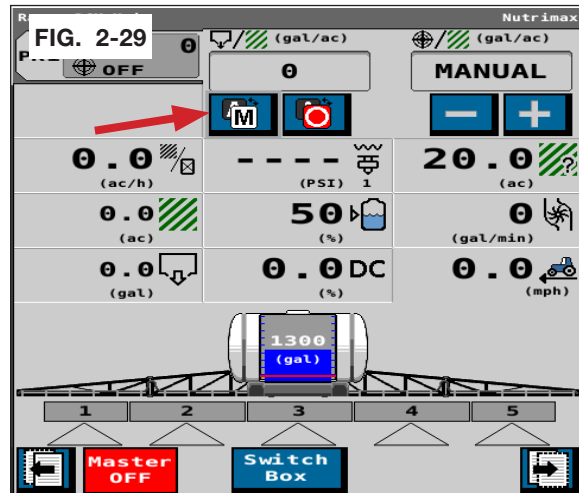 Nutrimax
FIG. 2-29
0
OFF
(gal/ac)
0
(gal/ac)
MANUAL
M
0.0
(ac/h)
----
(PSI) 1
20.0
?
(ac)
0.0
(ac)
50
(%)
0
(gal/min)
0.0
(gal)
0.0 DC
(%)
0.0
(mph)
1300
(gal)
1 2 3 4 5
Master
OFF
Switch
Box